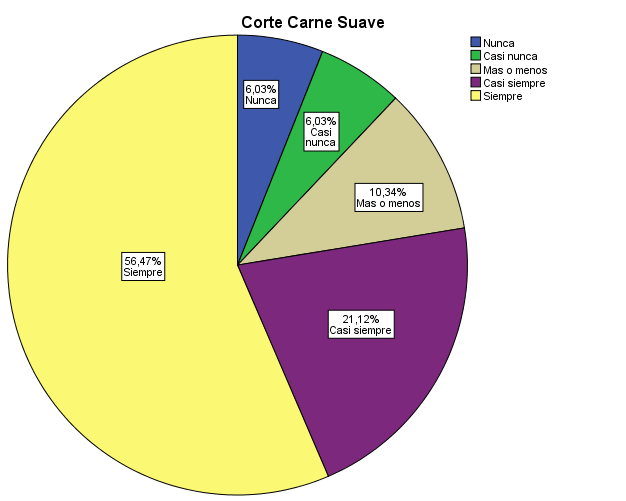 Corte Carne Suave
Nunca
Casi nunca
Mas o menos
Casi siempre
Siempre
6,03%
Nunca
6,03%
Casi
nunca
10,34%
Mas o menos
21,12%
Casi siempre
56,47%
Siempre